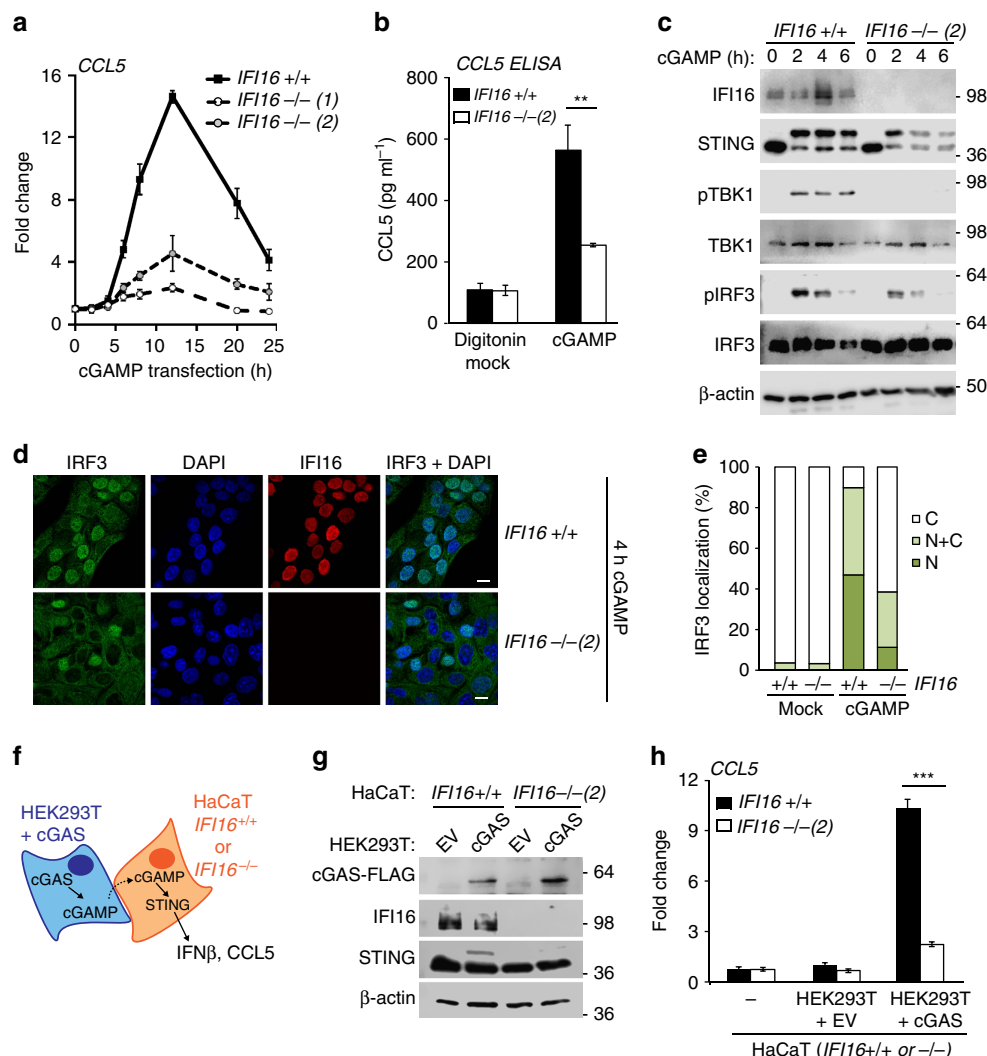 a
CCL5
IFI16 +/+
IFI16 –/– (1)
IFI16 –/– (2)
Fold change
16
12
8
4
0
0 5 10 15 20 25
cGAMP transfection (h)
b
CCL5 ELISA
IFI16 +/+
IFI16 –/–(2)
**
CCL5 (pg ml⁻¹)
800
600
400
200
0
Digitonin mock
cGAMP
c
IFI16 +/+ IFI16 –/– (2)
cGAMP (h): 0 2 4 6 0 2 4 6
IFI16 - 98
STING - 36
pTBK1 - 98
TBK1 - 98
pIRF3 - 64
IRF3 - 64
β-actin - 50
d
IRF3 DAPI IFI16 IRF3 + DAPI
IFI16 +/+
IFI16 –/–(2)
4 h cGAMP
e
IRF3 localization (%)
100
80
60
40
20
0
C
N+C
N
+/+ –/– +/+ –/– IFI16
Mock cGAMP
f
HEK293T
+ cGAS
HaCaT
IFI16+/+
or
IFI16–/–
cGAS
cGAMP
cGAMP
STING
IFNβ, CCL5
g
HaCaT: IFI16+/+ IFI16–/–(2)
HEK293T: EV cGAS EV cGAS
cGAS-FLAG - 64
IFI16 - 98
STING - 36
β-actin - 36
h
CCL5
IFI16 +/+
IFI16 –/–(2)
***
Fold change
12
9
6
3
0
– HEK293T + EV HEK293T + cGAS
HaCaT (IFI16+/+ or –/–)